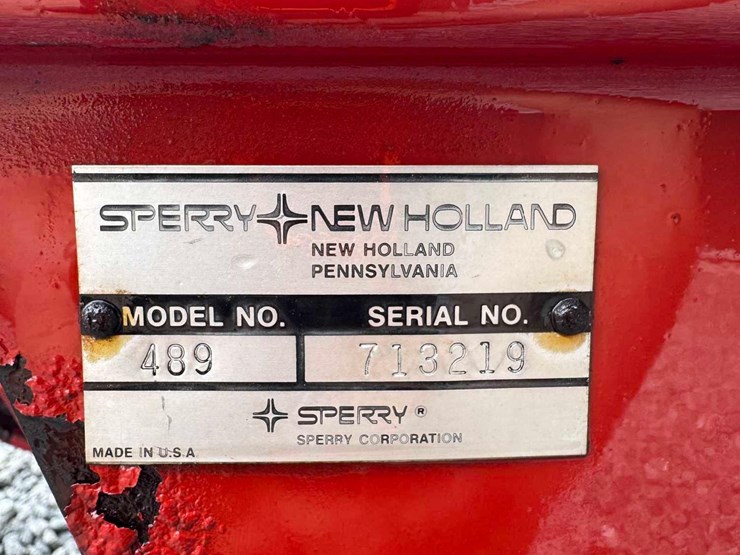 SPERRY NEW HOLLAND
NEW HOLLAND
PENNSYLVANIA
MODEL NO. SERIAL NO.
489 713219
SPERRY®
SPERRY CORPORATION
MADE IN U.S.A